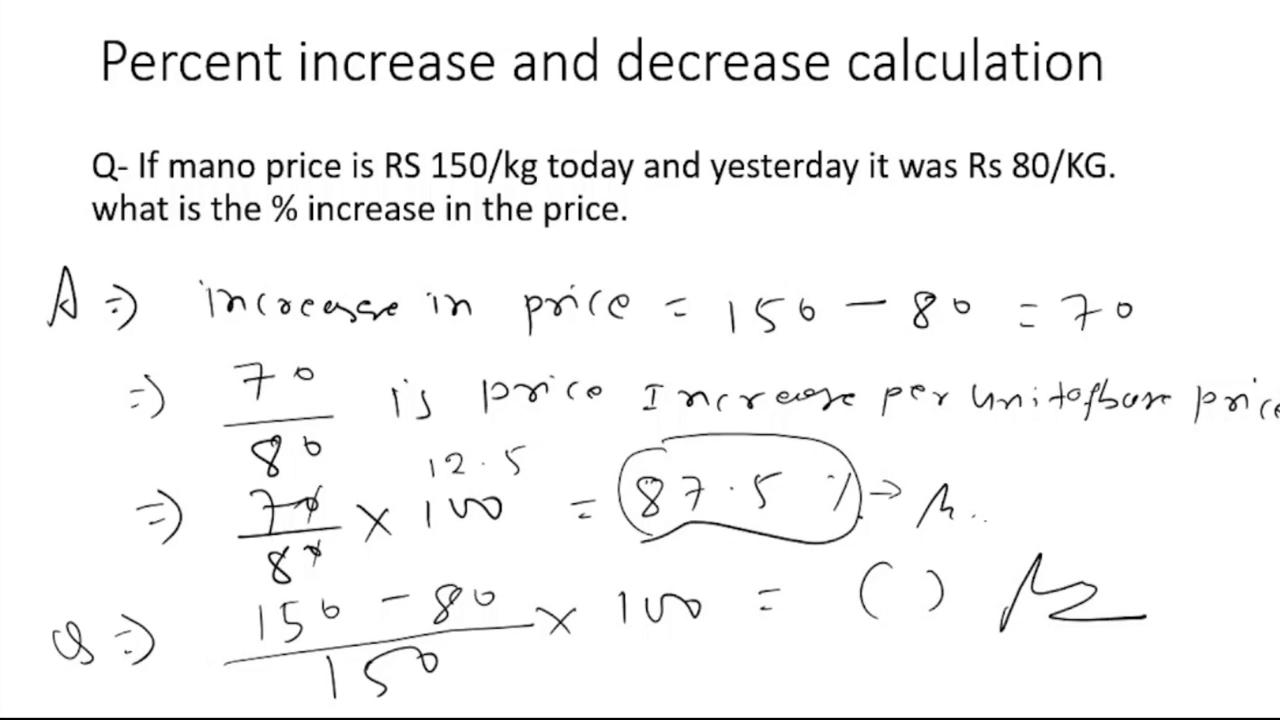 Percent increase and decrease calculation
Q- If mano price is RS 150/kg today and yesterday it was Rs 80/KG.
what is the % increase in the price.
A ⇒ increase in price = 150 - 80 = 70
⇒ 70/80 is price Increase per unit of base price
12.5
⇒ 70/80 × 100 = 87.5 % →
⇒ 150 - 80 / 150 × 100 = ( )